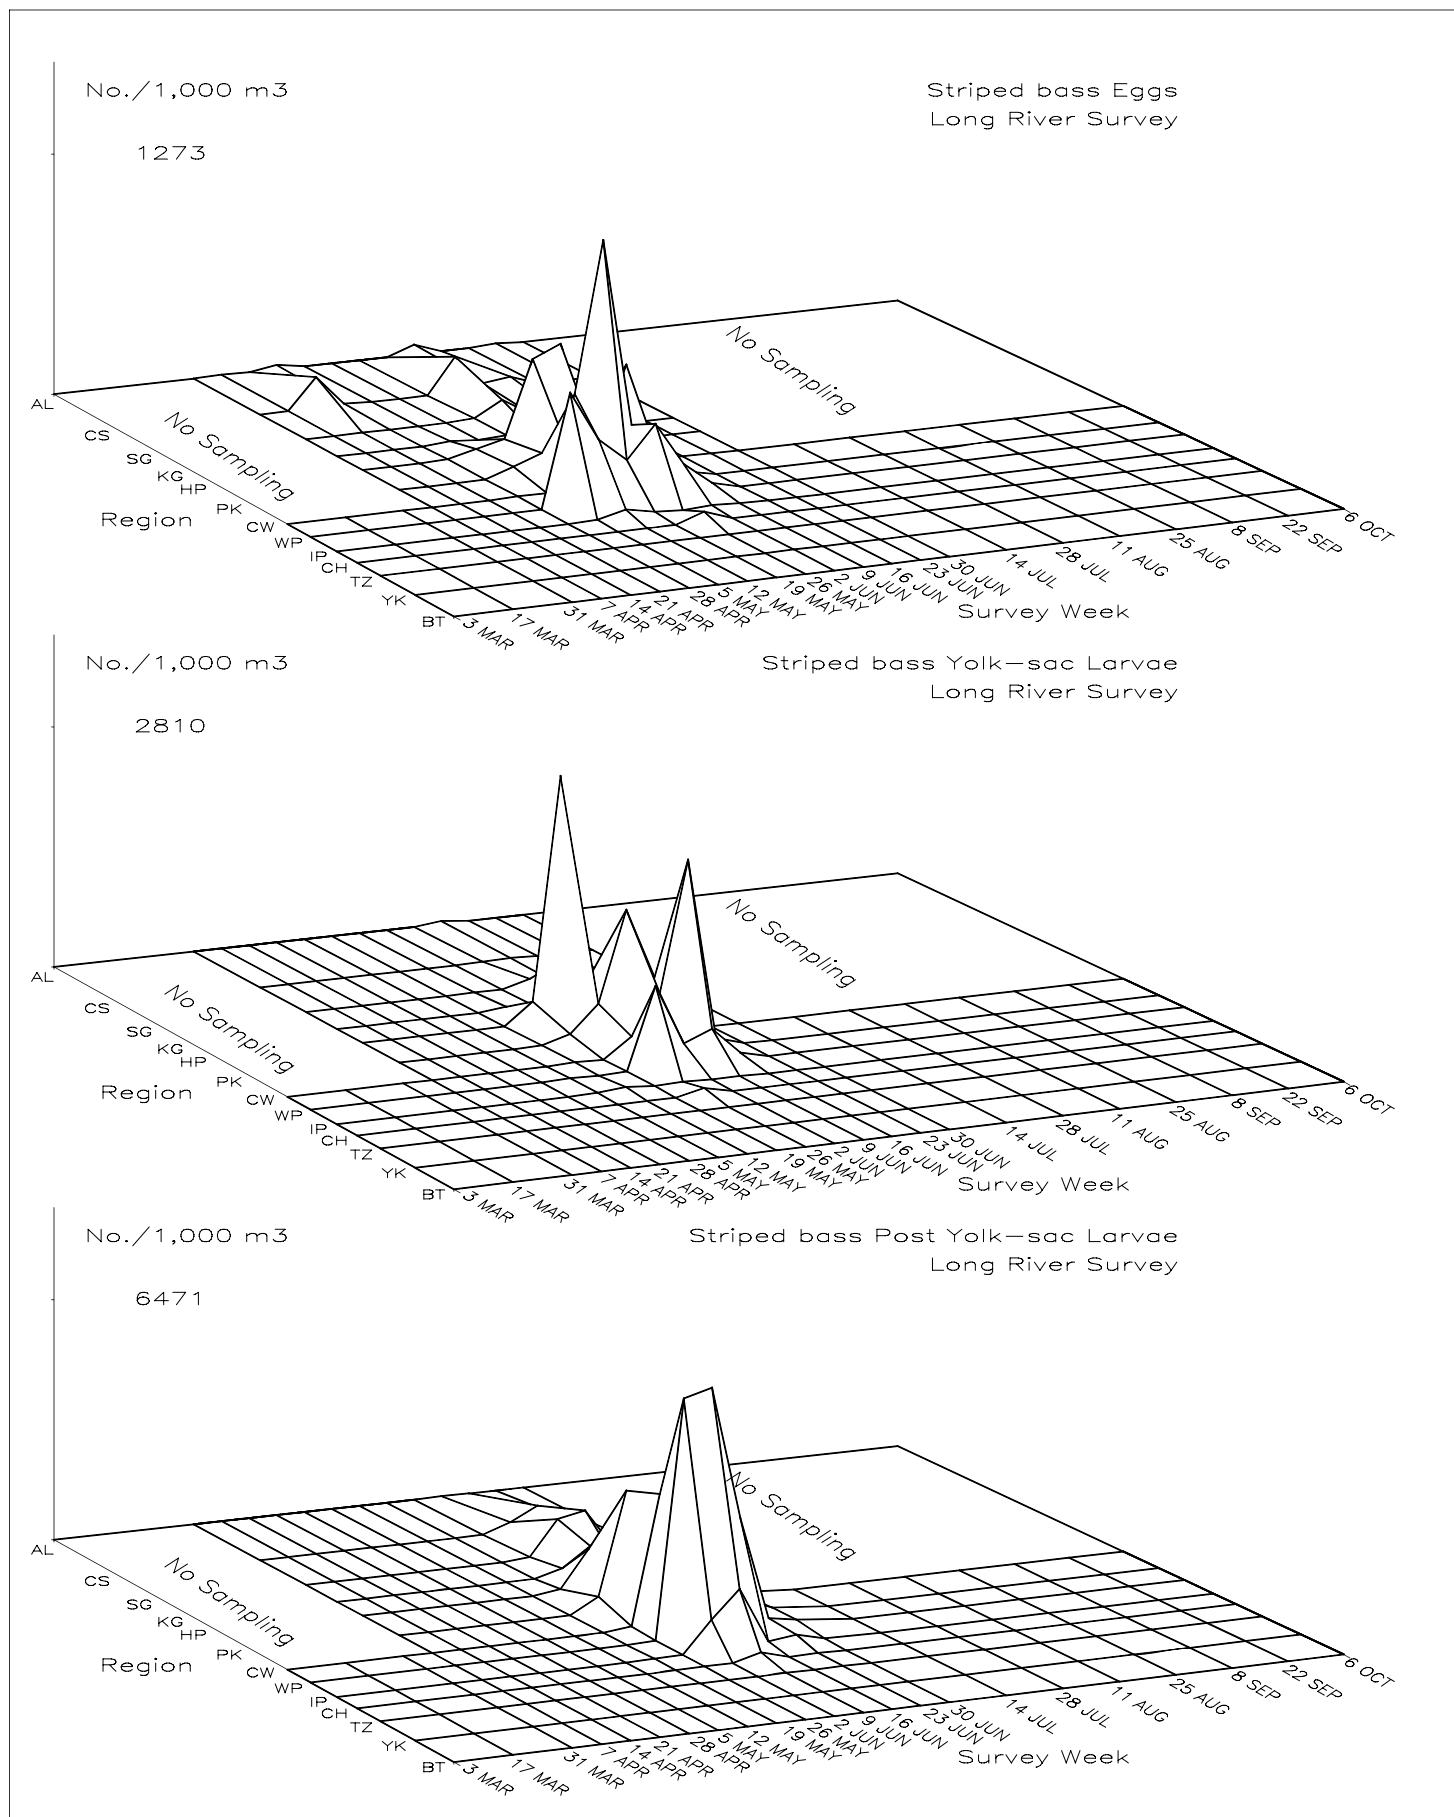 No./1,000 m3
Striped bass Eggs
Long River Survey
1273
No Sampling
AL
CS
SG
KG
HP
PK
CW
WP
IP
CH
TZ
YK
BT
No Sampling
Region
3 MAR
17 MAR
31 MAR
7 APR
14 APR
21 APR
28 APR
5 MAY
12 MAY
19 MAY
26 MAY
2 JUN
9 JUN
16 JUN
23 JUN
30 JUN
14 JUL
28 JUL
11 AUG
25 AUG
8 SEP
22 SEP
6 OCT
Survey Week
No./1,000 m3
Striped bass Yolk-sac Larvae
Long River Survey
2810
No Sampling
AL
CS
SG
KG
HP
PK
CW
WP
IP
CH
TZ
YK
BT
No Sampling
Region
3 MAR
17 MAR
31 MAR
7 APR
14 APR
21 APR
28 APR
5 MAY
12 MAY
19 MAY
26 MAY
2 JUN
9 JUN
16 JUN
23 JUN
30 JUN
14 JUL
28 JUL
11 AUG
25 AUG
8 SEP
22 SEP
6 OCT
Survey Week
No./1,000 m3
Striped bass Post Yolk-sac Larvae
Long River Survey
6471
No Sampling
AL
CS
SG
KG
HP
PK
CW
WP
IP
CH
TZ
YK
BT
No Sampling
Region
3 MAR
17 MAR
31 MAR
7 APR
14 APR
21 APR
28 APR
5 MAY
12 MAY
19 MAY
26 MAY
2 JUN
9 JUN
16 JUN
23 JUN
30 JUN
14 JUL
28 JUL
11 AUG
25 AUG
8 SEP
22 SEP
6 OCT
Survey Week